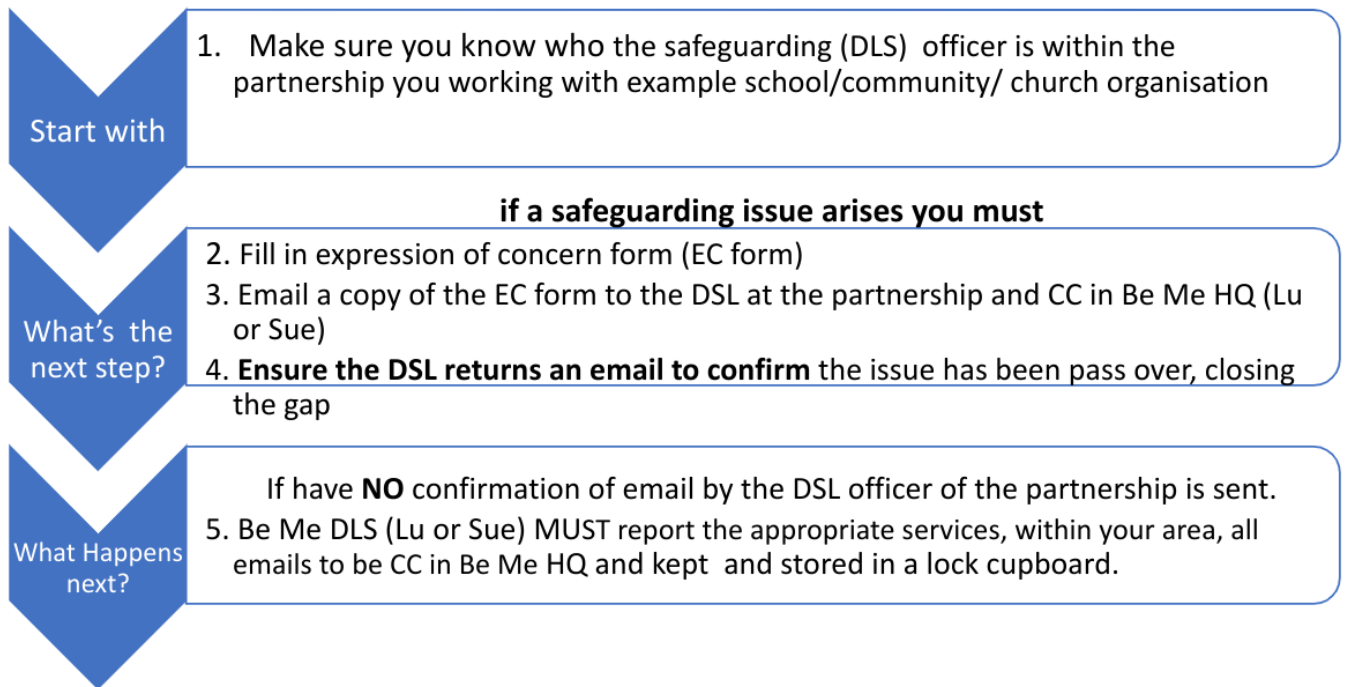 Start with
1. Make sure you know who the safeguarding (DLS) officer is within the
partnership you working with example school/community/ church organisation
if a safeguarding issue arises you must
What's the
next step?
2. Fill in expression of concern form (EC form)
3. Email a copy of the EC form to the DSL at the partnership and CC in Be Me HQ (Lu
or Sue)
4. Ensure the DSL returns an email to confirm the issue has been pass over, closing
the gap
What Happens
next?
If have NO confirmation of email by the DSL officer of the partnership is sent.
5. Be Me DLS (Lu or Sue) MUST report the appropriate services, within your area, all
emails to be CC in Be Me HQ and kept and stored in a lock cupboard.